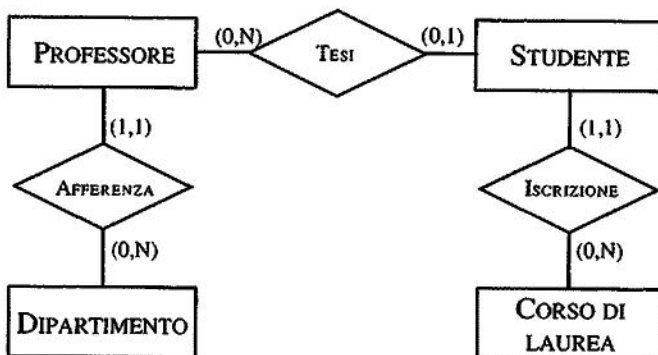 PROFESSORE
(0,N)
TESI
(0,1)
STUDENTE
(1,1)
(1,1)
AFFERENZA
ISCRIZIONE
(0,N)
(0,N)
DIPARTIMENTO
CORSO DI
LAUREA